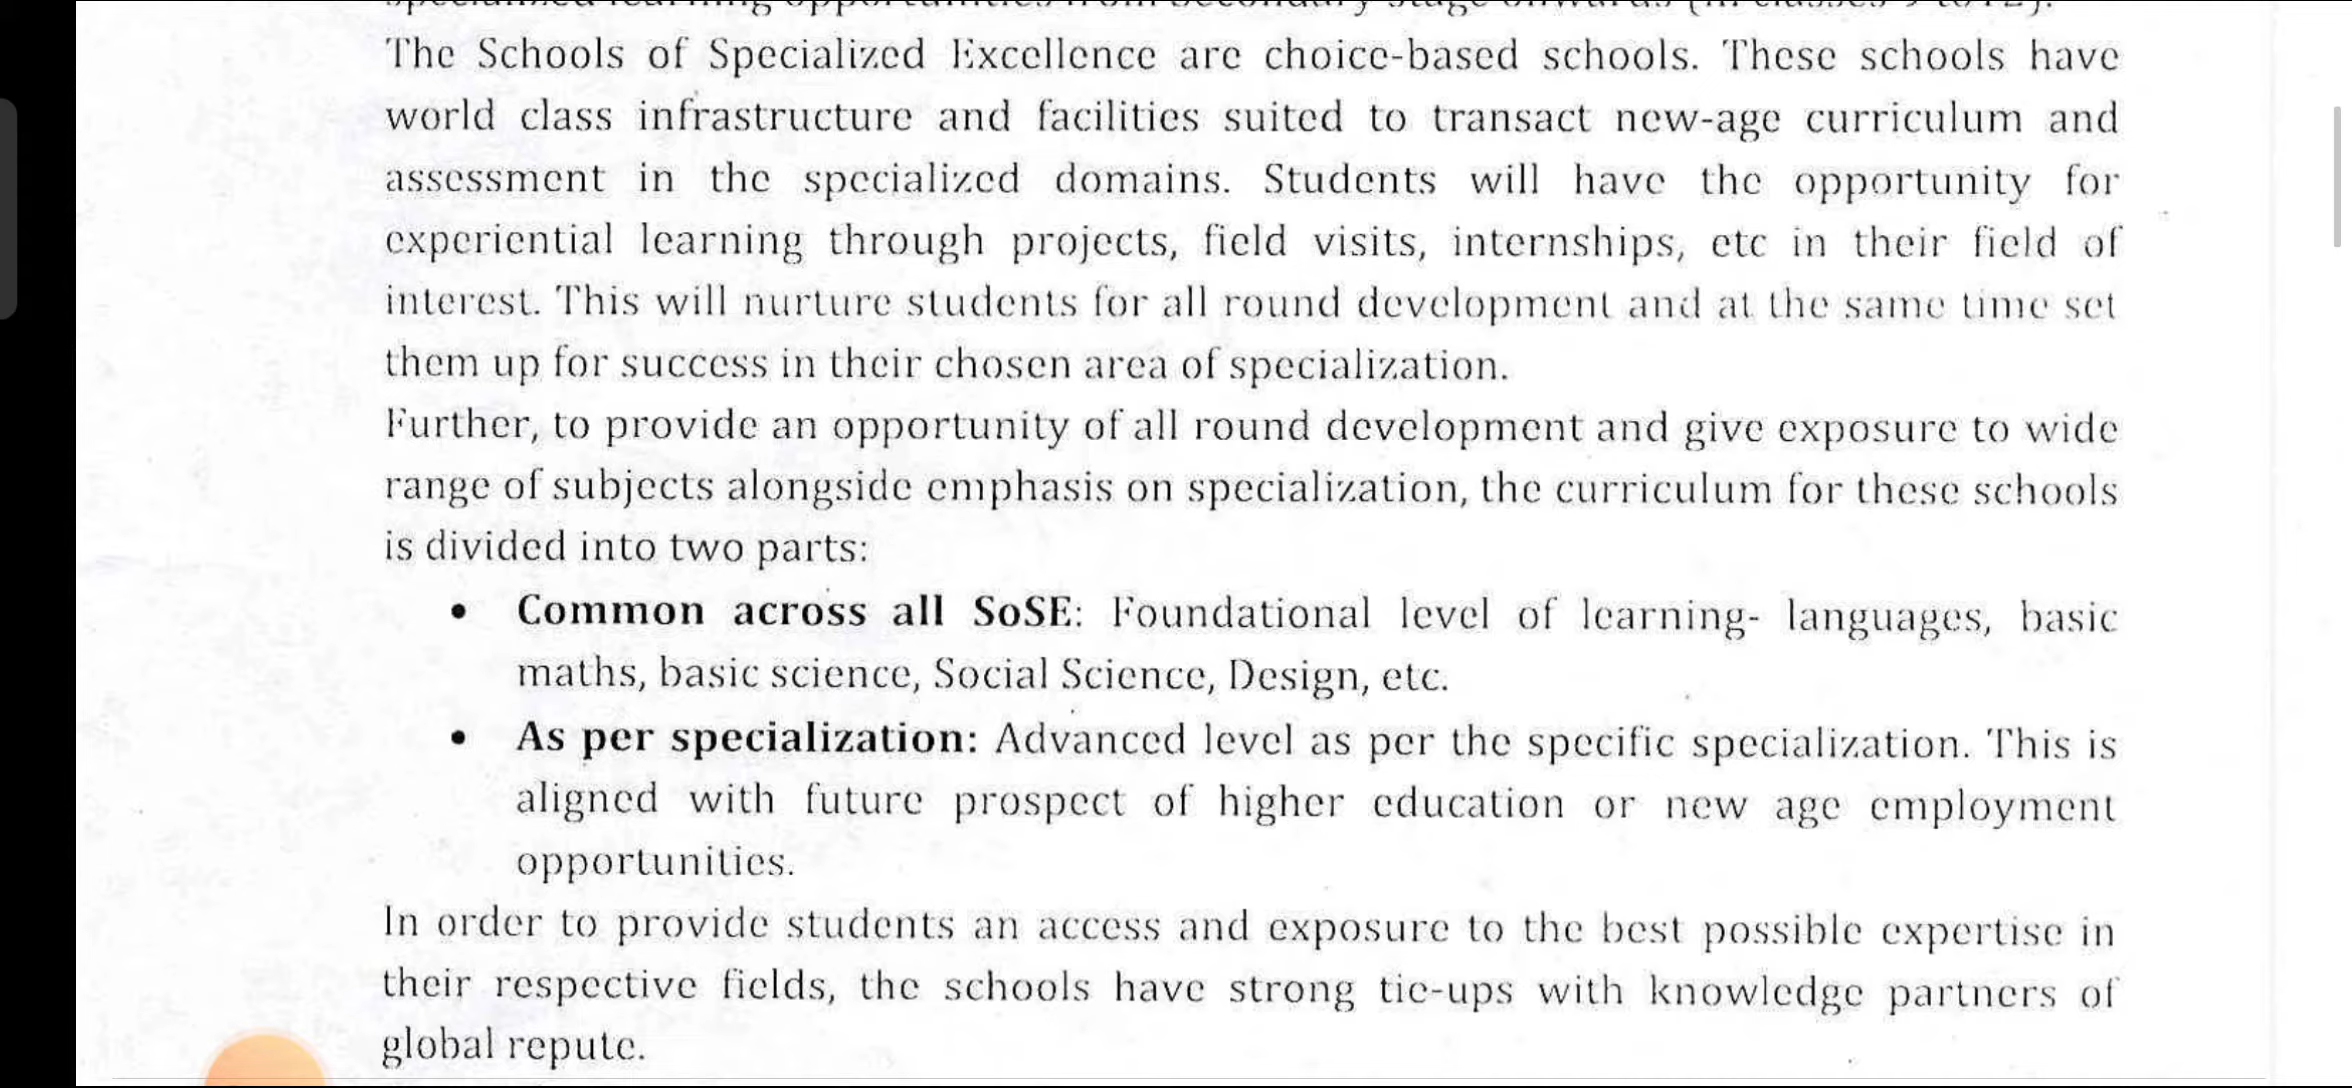 The Schools of Specialized Excellence are choice-based schools. These schools have
world class infrastructure and facilities suited to transact new-age curriculum and
assessment in the specialized domains. Students will have the opportunity for
experiential learning through projects, field visits, internships, etc in their field of
interest. This will nurture students for all round development and at the same time set
them up for success in their chosen area of specialization.
Further, to provide an opportunity of all round development and give exposure to wide
range of subjects alongside emphasis on specialization, the curriculum for these schools
is divided into two parts:
• Common across all SoSE: Foundational level of learning- languages, basic
maths, basic science, Social Science, Design, etc.
• As per specialization: Advanced level as per the specific specialization. This is
aligned with future prospect of higher education or new age employment
opportunities.
In order to provide students an access and exposure to the best possible expertise in
their respective fields, the schools have strong tie-ups with knowledge partners of
global repute.